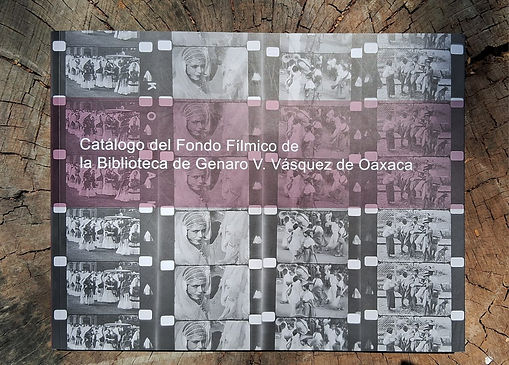 Catálogo del Fondo Fílmico de
la Biblioteca de Genaro V. Vásquez de Oaxaca